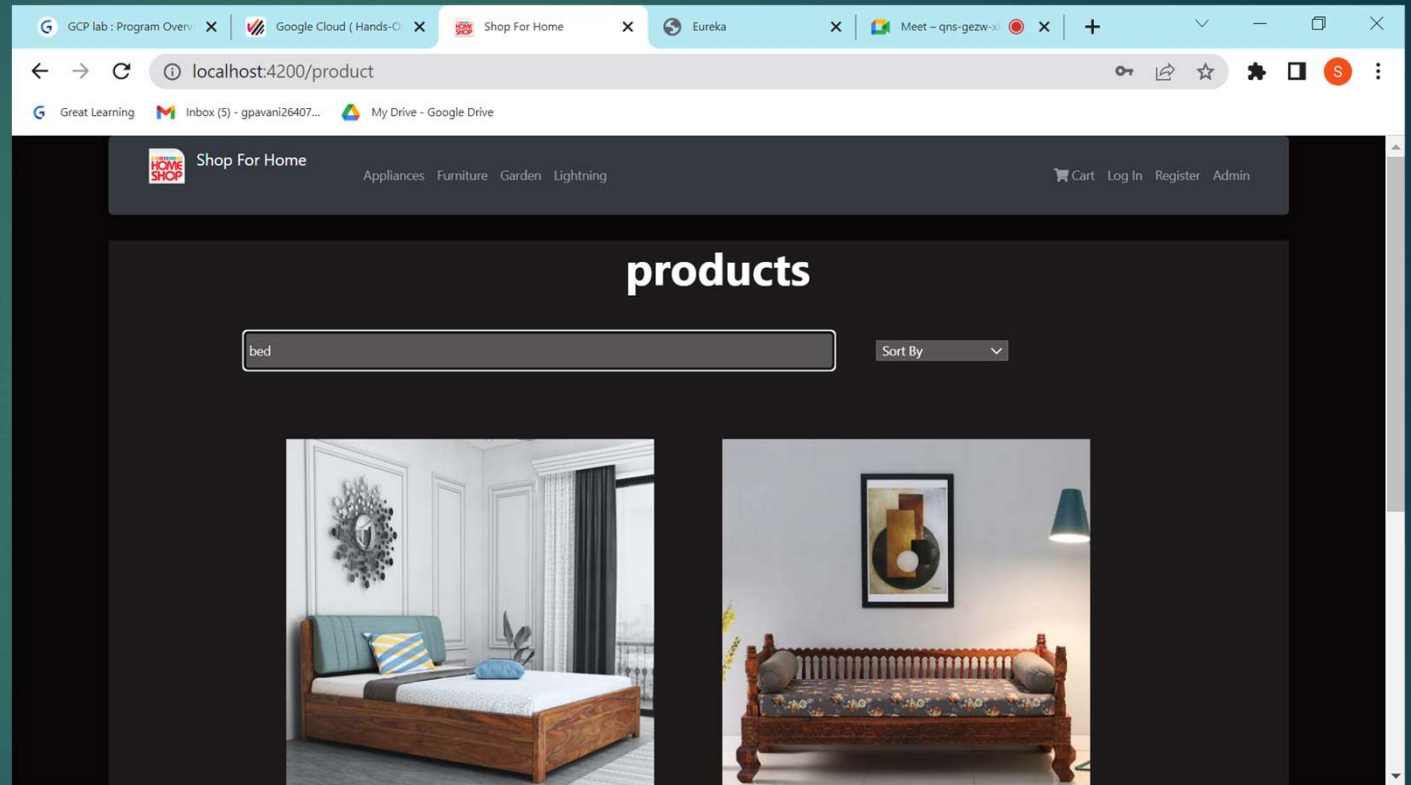 GCP lab : Program Overvi
Google Cloud ( Hands-O
Shop For Home
Eureka
Meet – qns-gezw-x
localhost:4200/product
S
Great Learning
Inbox (5) - gpavani26407...
My Drive - Google Drive
HOME
SHOP
Shop For Home
Appliances Furniture Garden Lightning
Cart Log In Register Admin
products
bed
Sort By